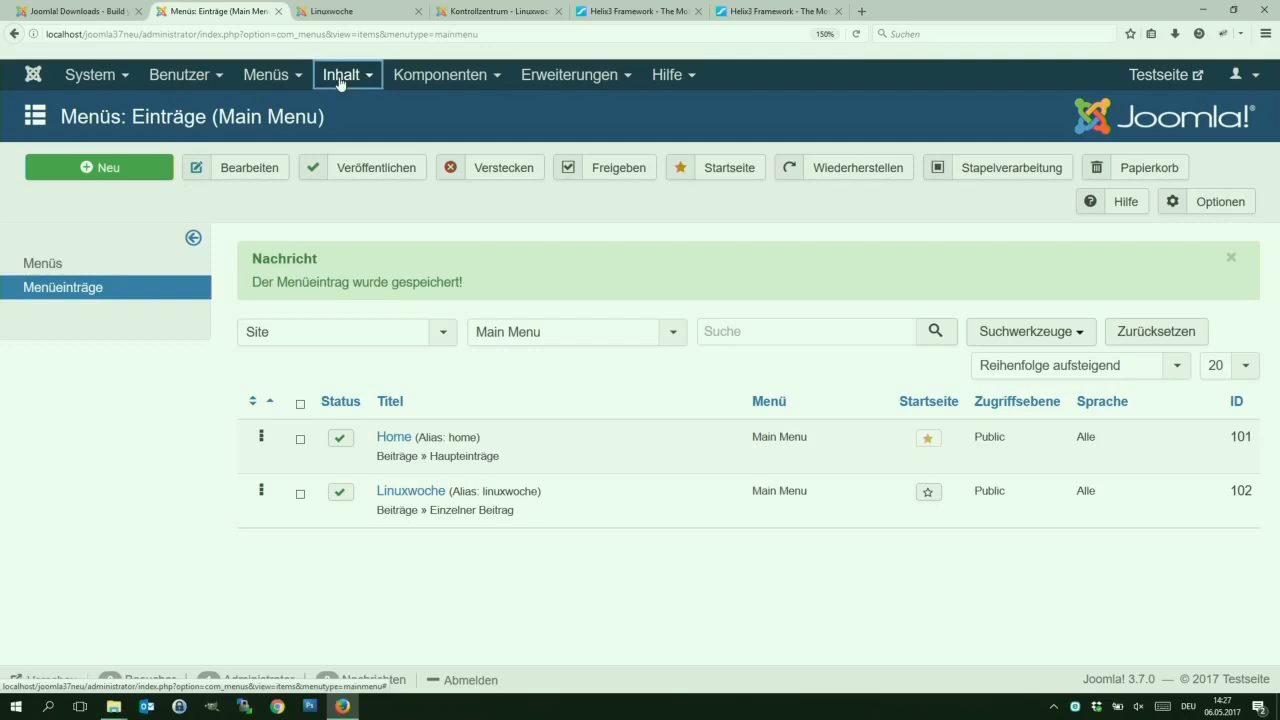 Joomla! Downloads - Build
Menüs: Einträge (Main Men
Linuxwoche
Kontrollzentrum - Linuxwoc
Helix3 Framework - The Mo
Helix3 Framework - The Mo
localhost/joomla37neu/administrator/index.php?option=com_menus&view=items&menutype=mainmenu
150%
Suchen
System
Benutzer
Menüs
Inhalt
Komponenten
Erweiterungen
Hilfe
Testseite
Menüs: Einträge (Main Menu)
Joomla!®
Neu
Bearbeiten
Veröffentlichen
Verstecken
Freigeben
Startseite
Wiederherstellen
Stapelverarbeitung
Papierkorb
Hilfe
Optionen
Menüs
Menüeinträge
Nachricht
Der Menüeintrag wurde gespeichert!
Site
Main Menu
Suche
Suchwerkzeuge
Zurücksetzen
Reihenfolge aufsteigend
20
Status
Titel
Menü
Startseite
Zugriffsebene
Sprache
ID
Home (Alias: home)
Beiträge » Haupteinträge
Main Menu
Public
Alle
101
Linuxwoche (Alias: linuxwoche)
Beiträge » Einzelner Beitrag
Main Menu
Public
Alle
102
Abmelden
Joomla! 3.7.0 — © 2017 Testseite
localhost/joomla37neu/administrator/index.php?option=com_menus&view=items&menutype=mainmenu#
DEU
14:27
06.05.2017